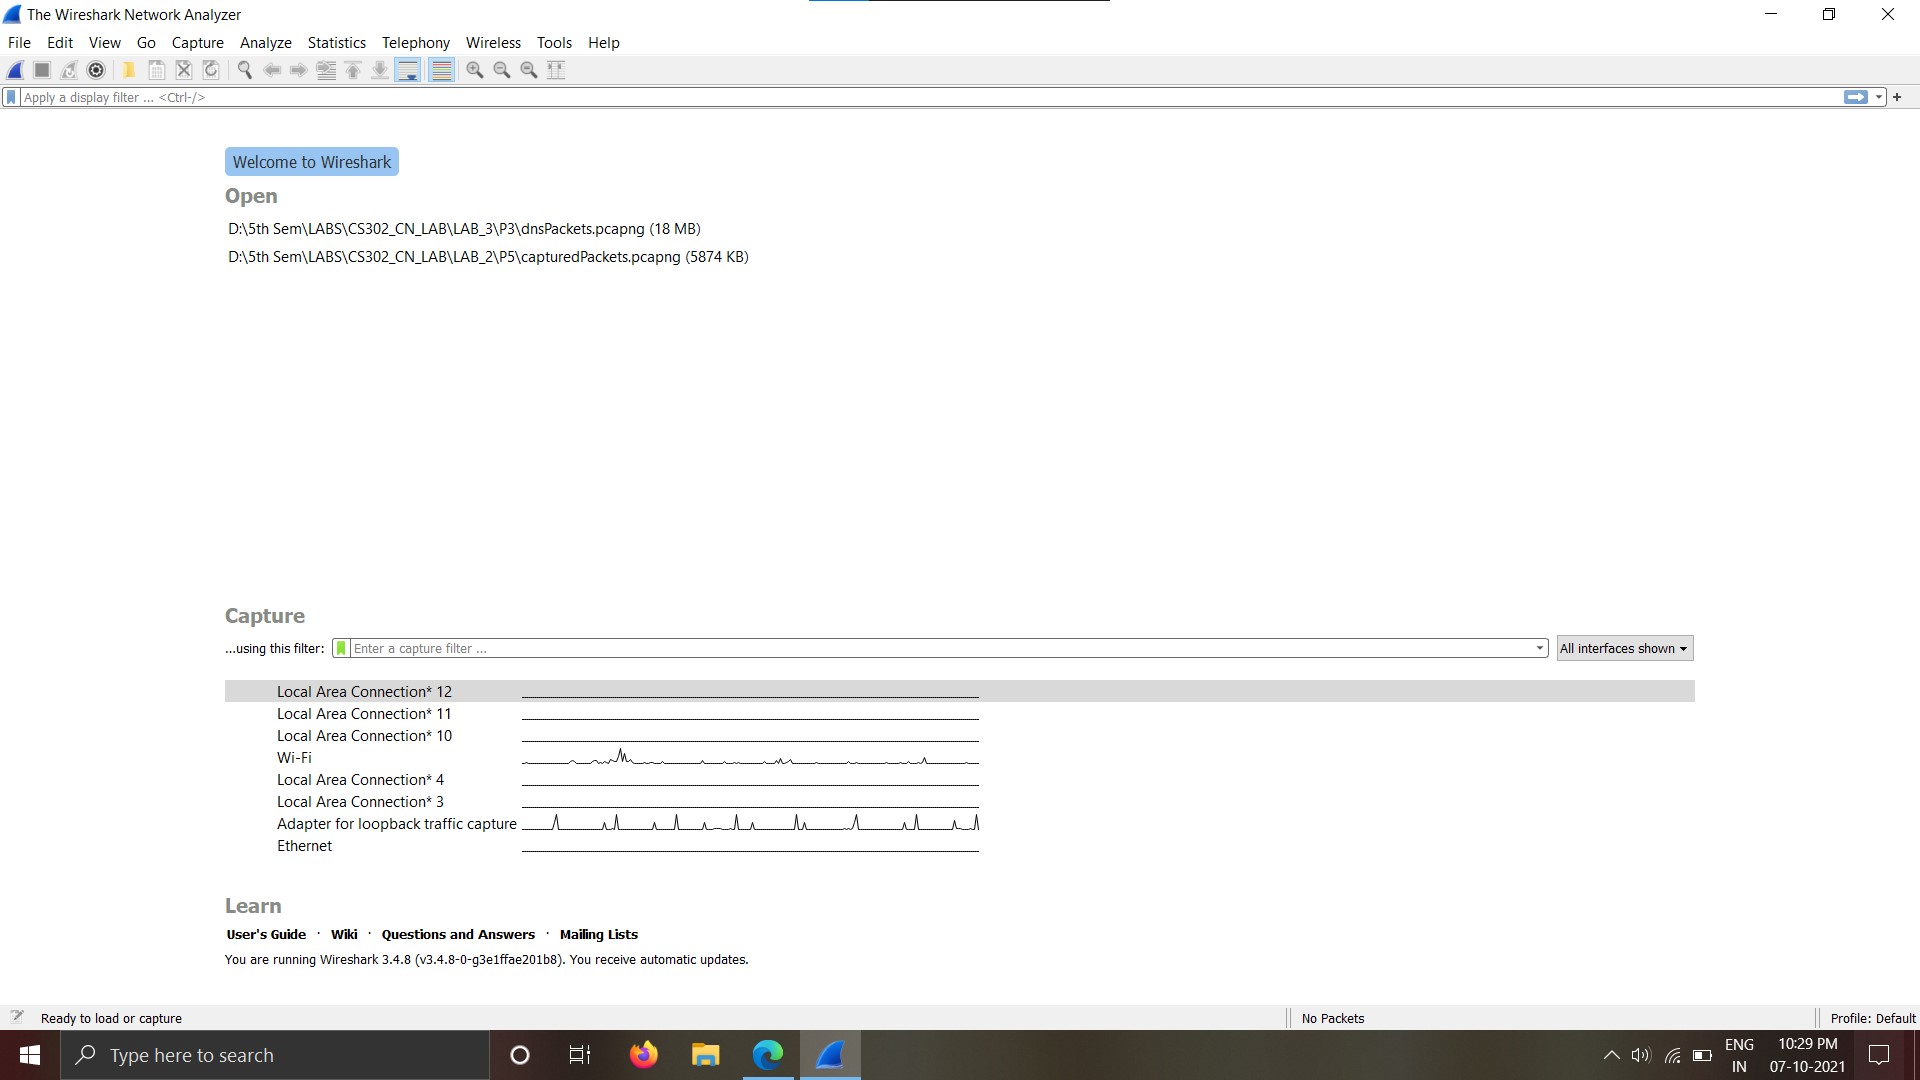 The Wireshark Network Analyzer
File Edit View Go Capture Analyze Statistics Telephony Wireless Tools Help
Apply a display filter ... <Ctrl-/>
Welcome to Wireshark
Open
D:\5th Sem\LABS\CS302_CN_LAB\LAB_3\P3\dnsPackets.pcapng (18 MB)
D:\5th Sem\LABS\CS302_CN_LAB\LAB_2\P5\capturedPackets.pcapng (5874 KB)
Capture
...using this filter: Enter a capture filter ... All interfaces shown
Local Area Connection* 12
Local Area Connection* 11
Local Area Connection* 10
Wi-Fi
Local Area Connection* 4
Local Area Connection* 3
Adapter for loopback traffic capture
Ethernet
Learn
User's Guide · Wiki · Questions and Answers · Mailing Lists
You are running Wireshark 3.4.8 (v3.4.8-0-g3e1ffae201b8). You receive automatic updates.
Ready to load or capture No Packets Profile: Default
Type here to search
ENG 10:29 PM
IN 07-10-2021